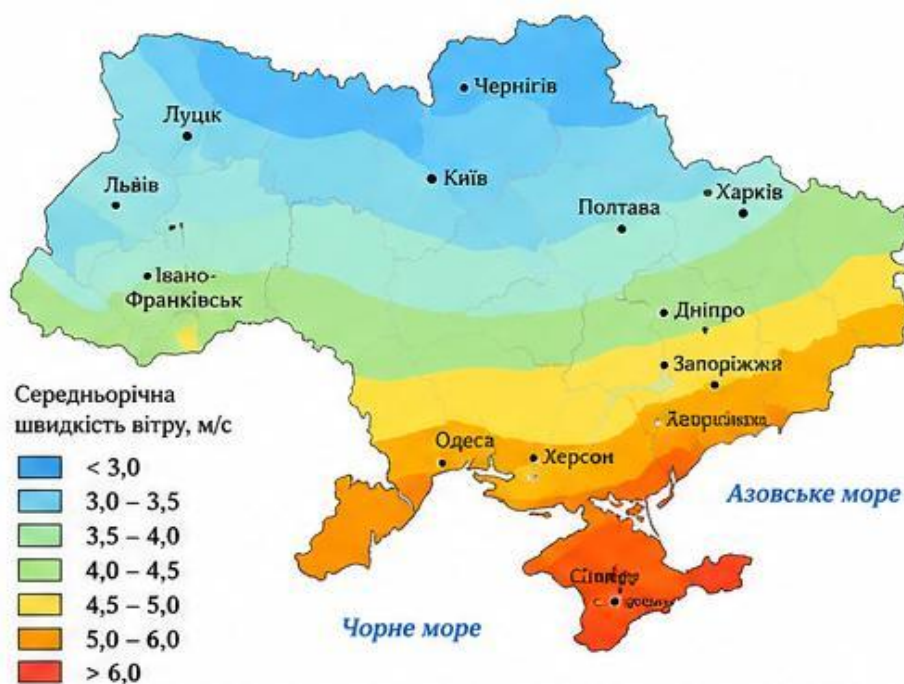 Чернігів
Луцік
Київ
Львів
Харків
Полтава
Івано-
Франківськ
Дніпро
Запоріжжя
Середньорічна
швидкість вітру, м/с
Одеса
Херсон
< 3,0
3,0 – 3,5
3,5 – 4,0
4,0 – 4,5
4,5 – 5,0
5,0 – 6,0
> 6,0
Азовське море
Чорне море